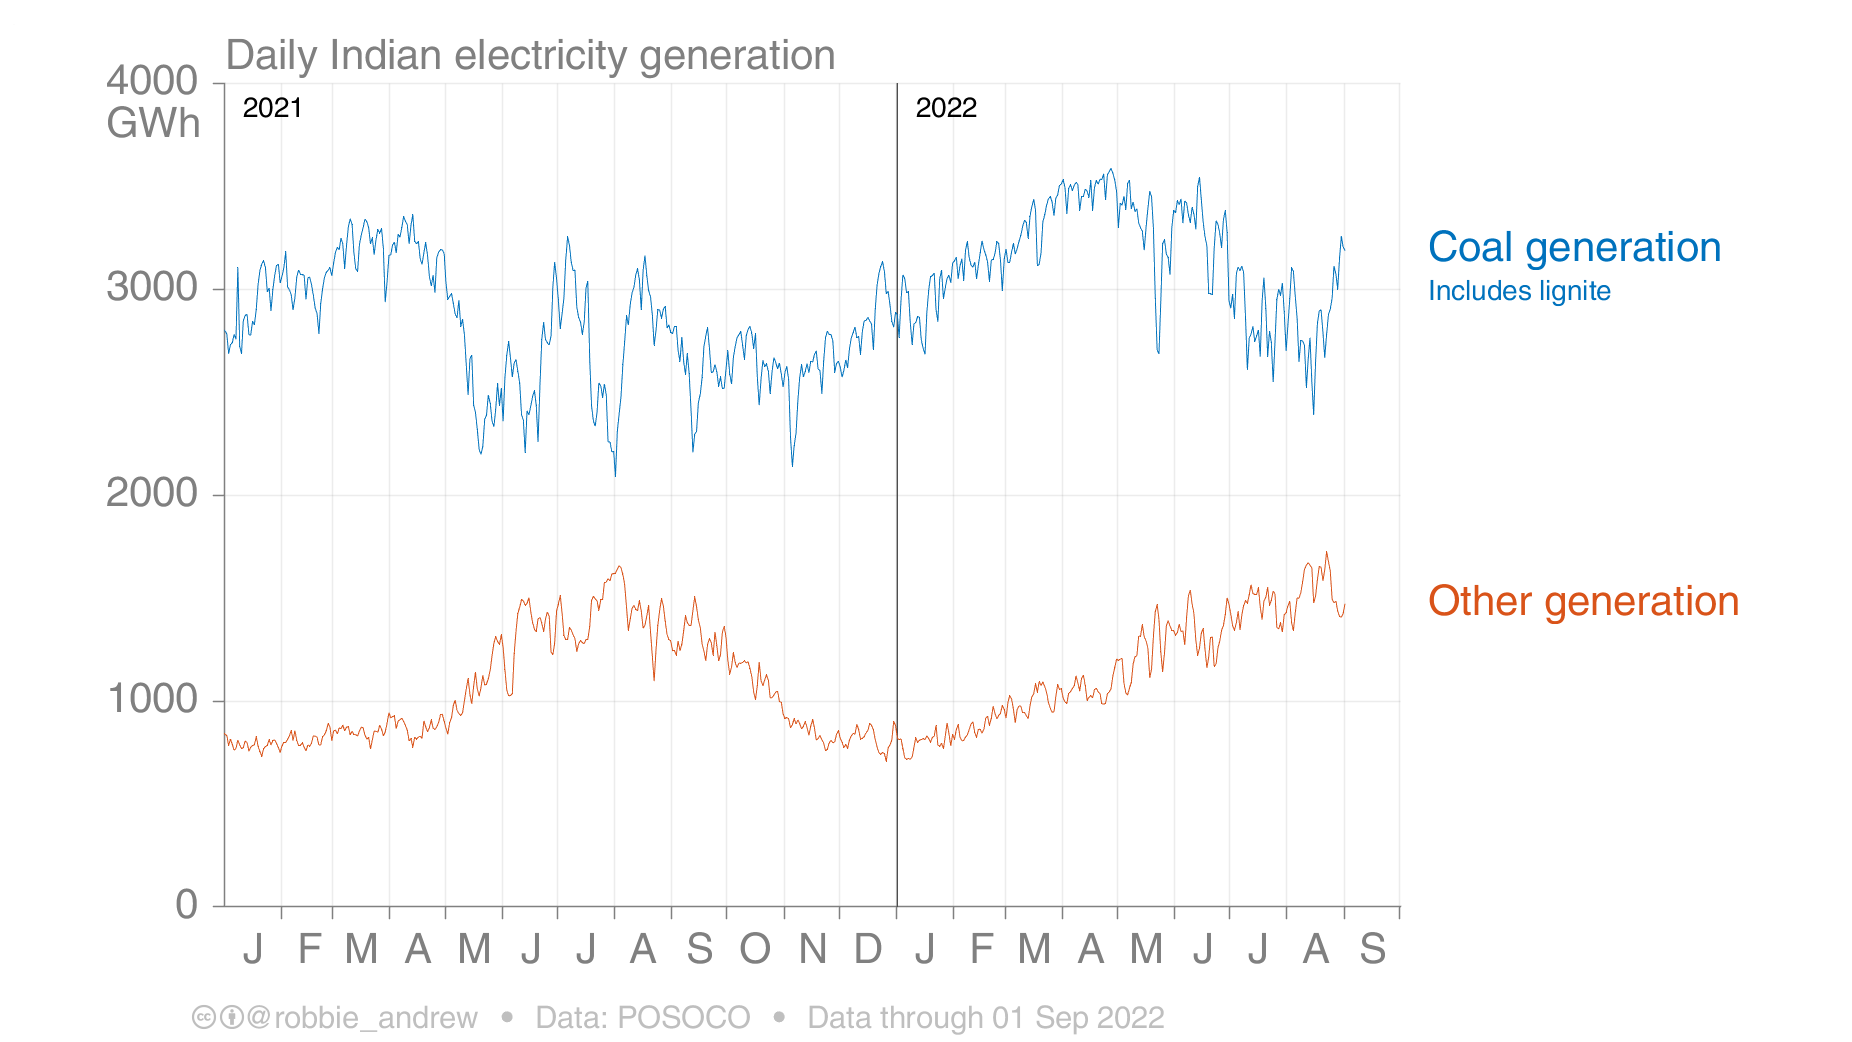 Daily Indian electricity generation
4000
GWh
2021
2022
3000
2000
1000
0
Coal generation
Includes lignite
Other generation
J F M A M J J A S O N D J F M A M J J A S
@robbie_andrew • Data: POSOCO • Data through 01 Sep 2022